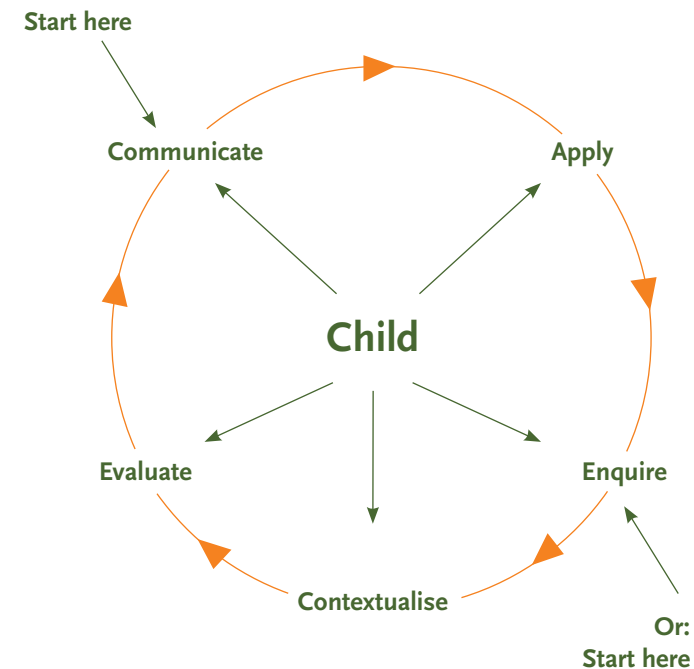 Start here
Communicate
Apply
Child
Evaluate
Enquire
Contextualise
Or:
Start here